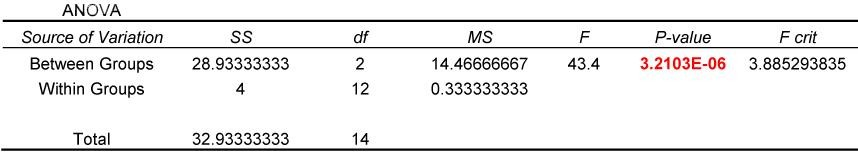 ANOVA
Source of Variation SS df MS F P-value F crit
Between Groups 28.93333333 2 14.46666667 43.4 3.2103E-06 3.885293835
Within Groups 4 12 0.333333333
Total 32.93333333 14